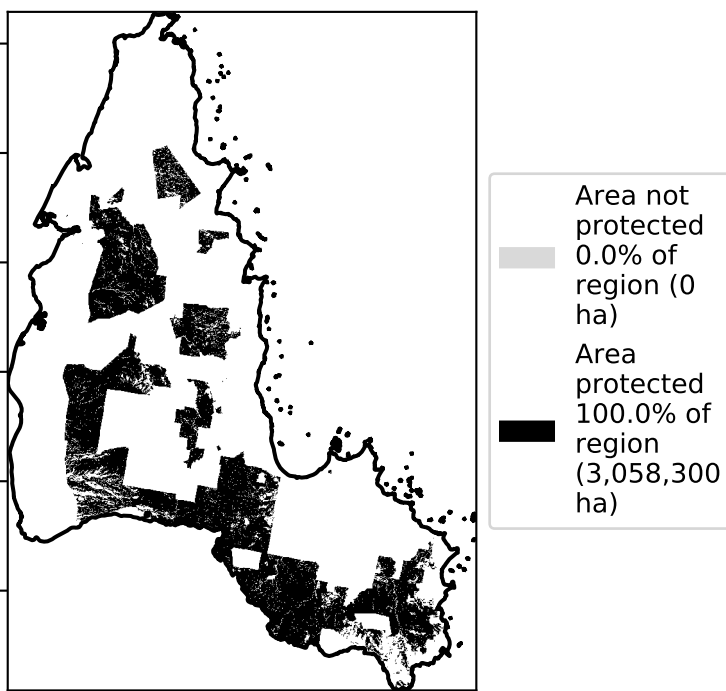 Area not
protected
0.0% of
region (0
ha)
Area
protected
100.0% of
region
(3,058,300
ha)